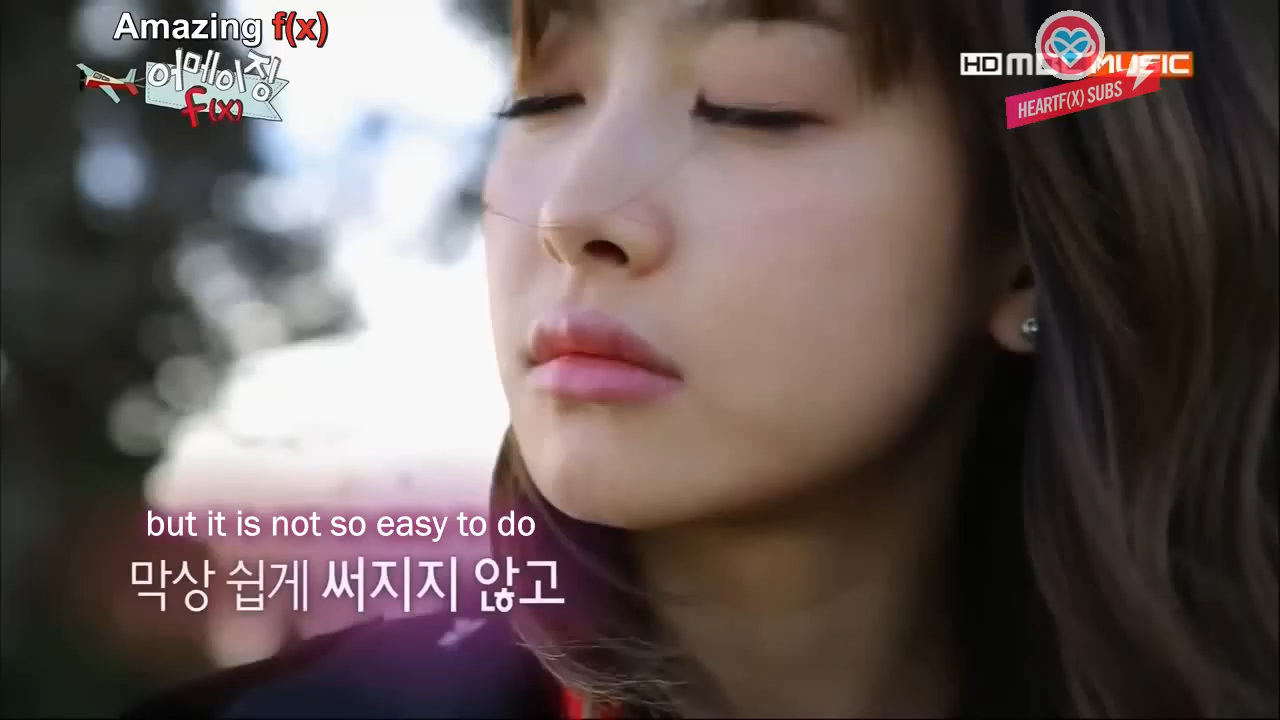 Amazing f(x)
어메이징
f(x)
HD MBC MUSIC
HEARTF(X) SUBS
but it is not so easy to do
막상 쉽게 써지지 않고